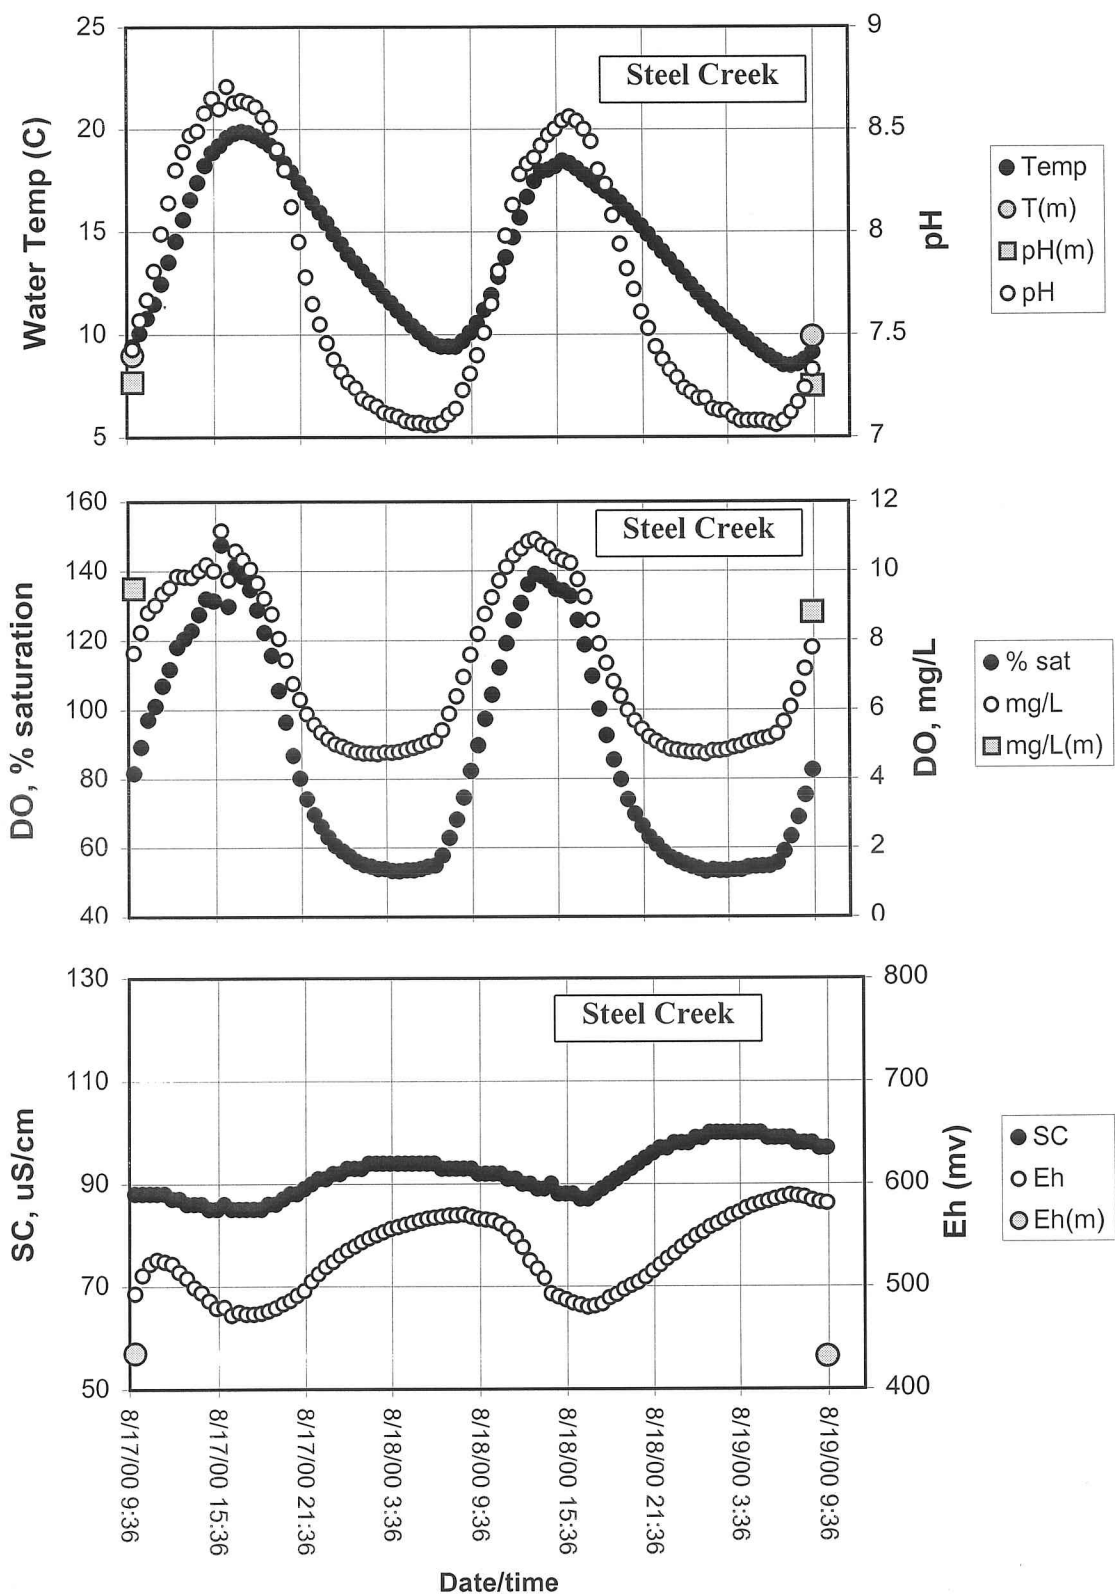 25
20
15
10
5
Water Temp (C)
Steel Creek
9
8.5
8
7.5
7
pH
Temp
T(m)
pH(m)
pH
160
140
120
100
80
60
40
DO, % saturation
Steel Creek
12
10
8
6
4
2
0
DO, mg/L
% sat
mg/L
mg/L(m)
130
110
90
70
50
SC, uS/cm
Steel Creek
800
700
600
500
400
Eh (mv)
SC
Eh
Eh(m)
8/17/00 9:36
8/17/00 15:36
8/17/00 21:36
8/18/00 3:36
8/18/00 9:36
8/18/00 15:36
8/18/00 21:36
8/19/00 3:36
8/19/00 9:36
Date/time